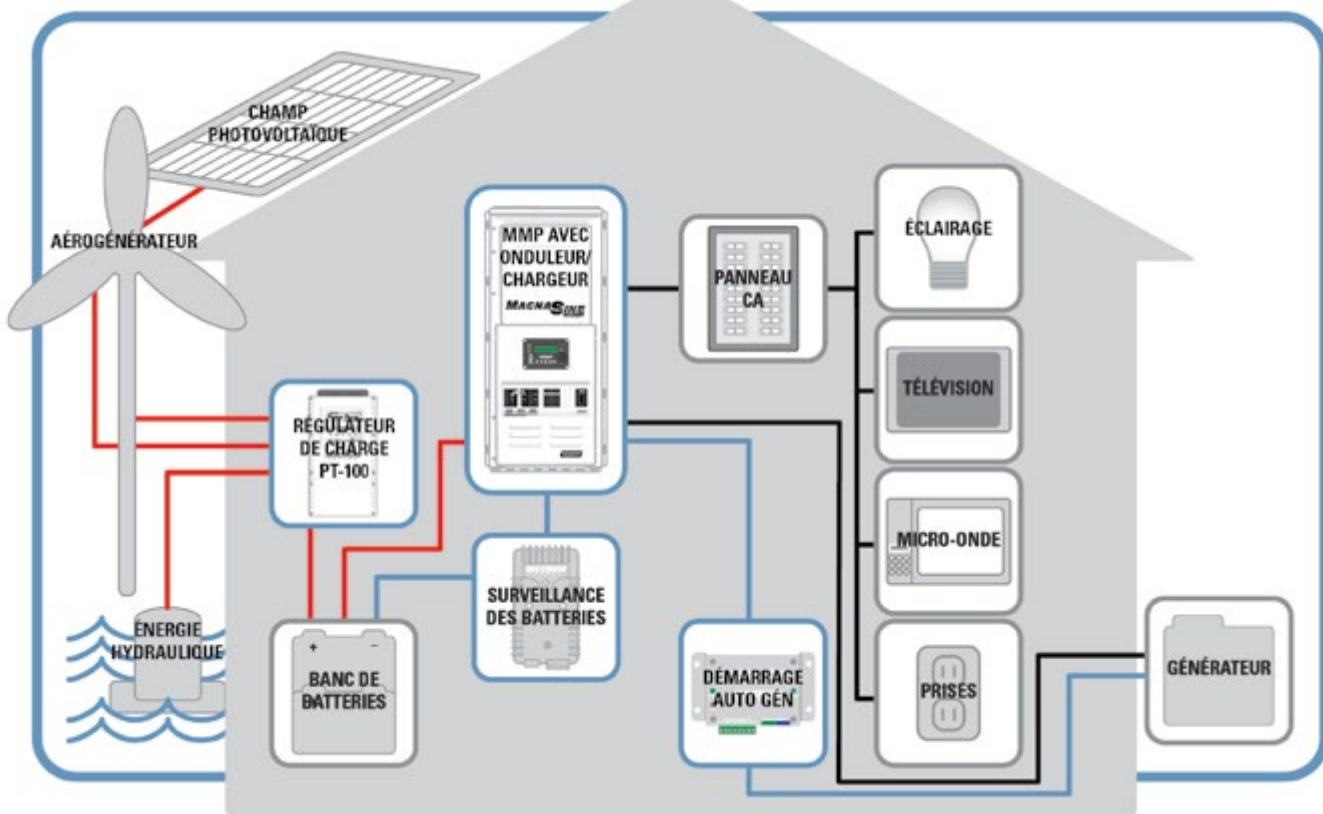 CHAMP
PHOTOVOLTAÏQUE
AÉROGÉNÉRATEUR
MMP AVEC
ONDULEUR/
CHARGEUR
MAGNASINE
PANNEAU
CA
ÉCLAIRAGE
TÉLÉVISION
MICRO-ONDE
PRISES
RÉGULATEUR
DE CHARGE
PT-100
SURVEILLANCE
DES BATTERIES
ÉNERGIE
HYDRAULIQUE
+ −
BANC DE
BATTERIES
DÉMARRAGE
AUTO GÉN
GÉNÉRATEUR